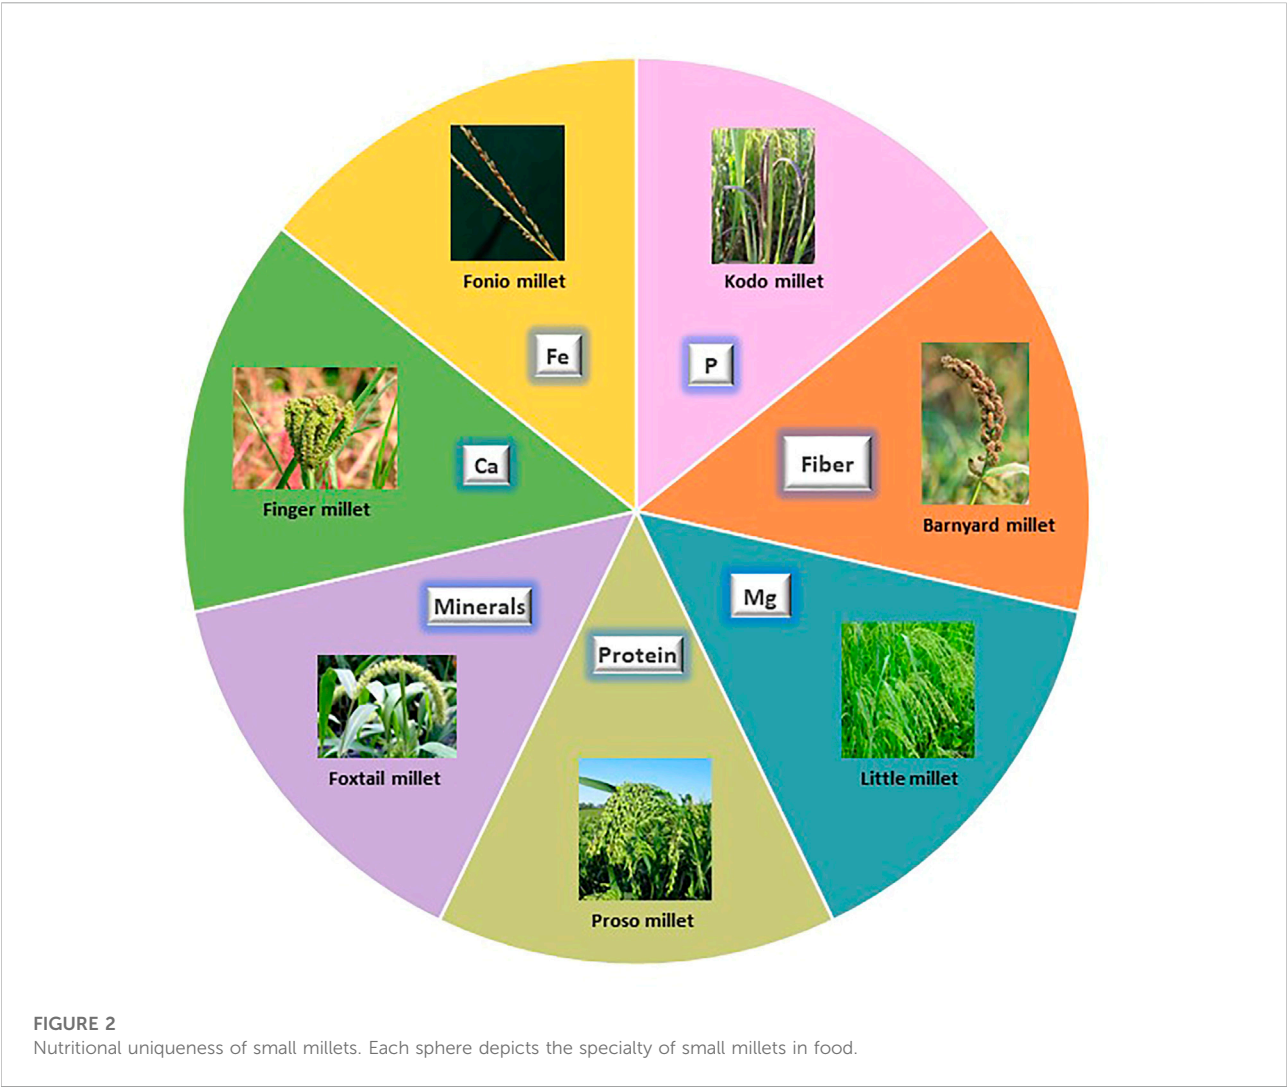 Fonio millet
Fe
Kodo millet
P
Fiber
Barnyard millet
Mg
Little millet
Protein
Proso millet
Minerals
Foxtail millet
Ca
Finger millet
FIGURE 2
Nutritional uniqueness of small millets. Each sphere depicts the specialty of small millets in food.